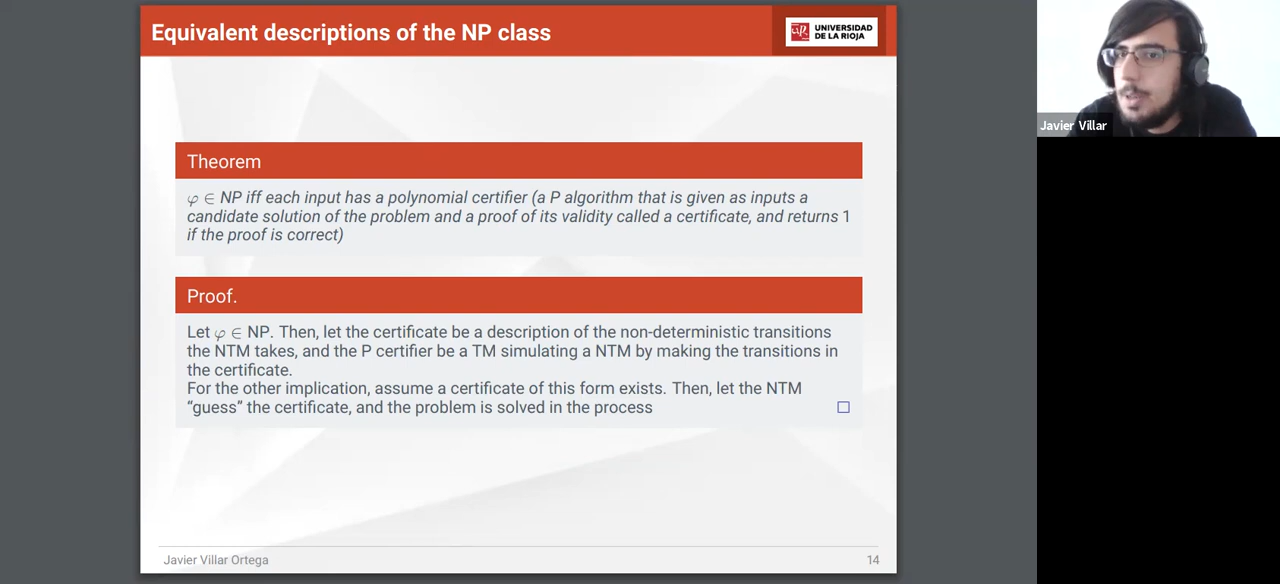 Equivalent descriptions of the NP class
UNIVERSIDAD
DE LA RIOJA
Javier Villar
Theorem
φ ∈ NP iff each input has a polynomial certifier (a P algorithm that is given as inputs a
candidate solution of the problem and a proof of its validity called a certificate, and returns 1
if the proof is correct)
Proof.
Let φ ∈ NP. Then, let the certificate be a description of the non-deterministic transitions
the NTM takes, and the P certifier be a TM simulating a NTM by making the transitions in
the certificate.
For the other implication, assume a certificate of this form exists. Then, let the NTM
“guess” the certificate, and the problem is solved in the process □
Javier Villar Ortega 14